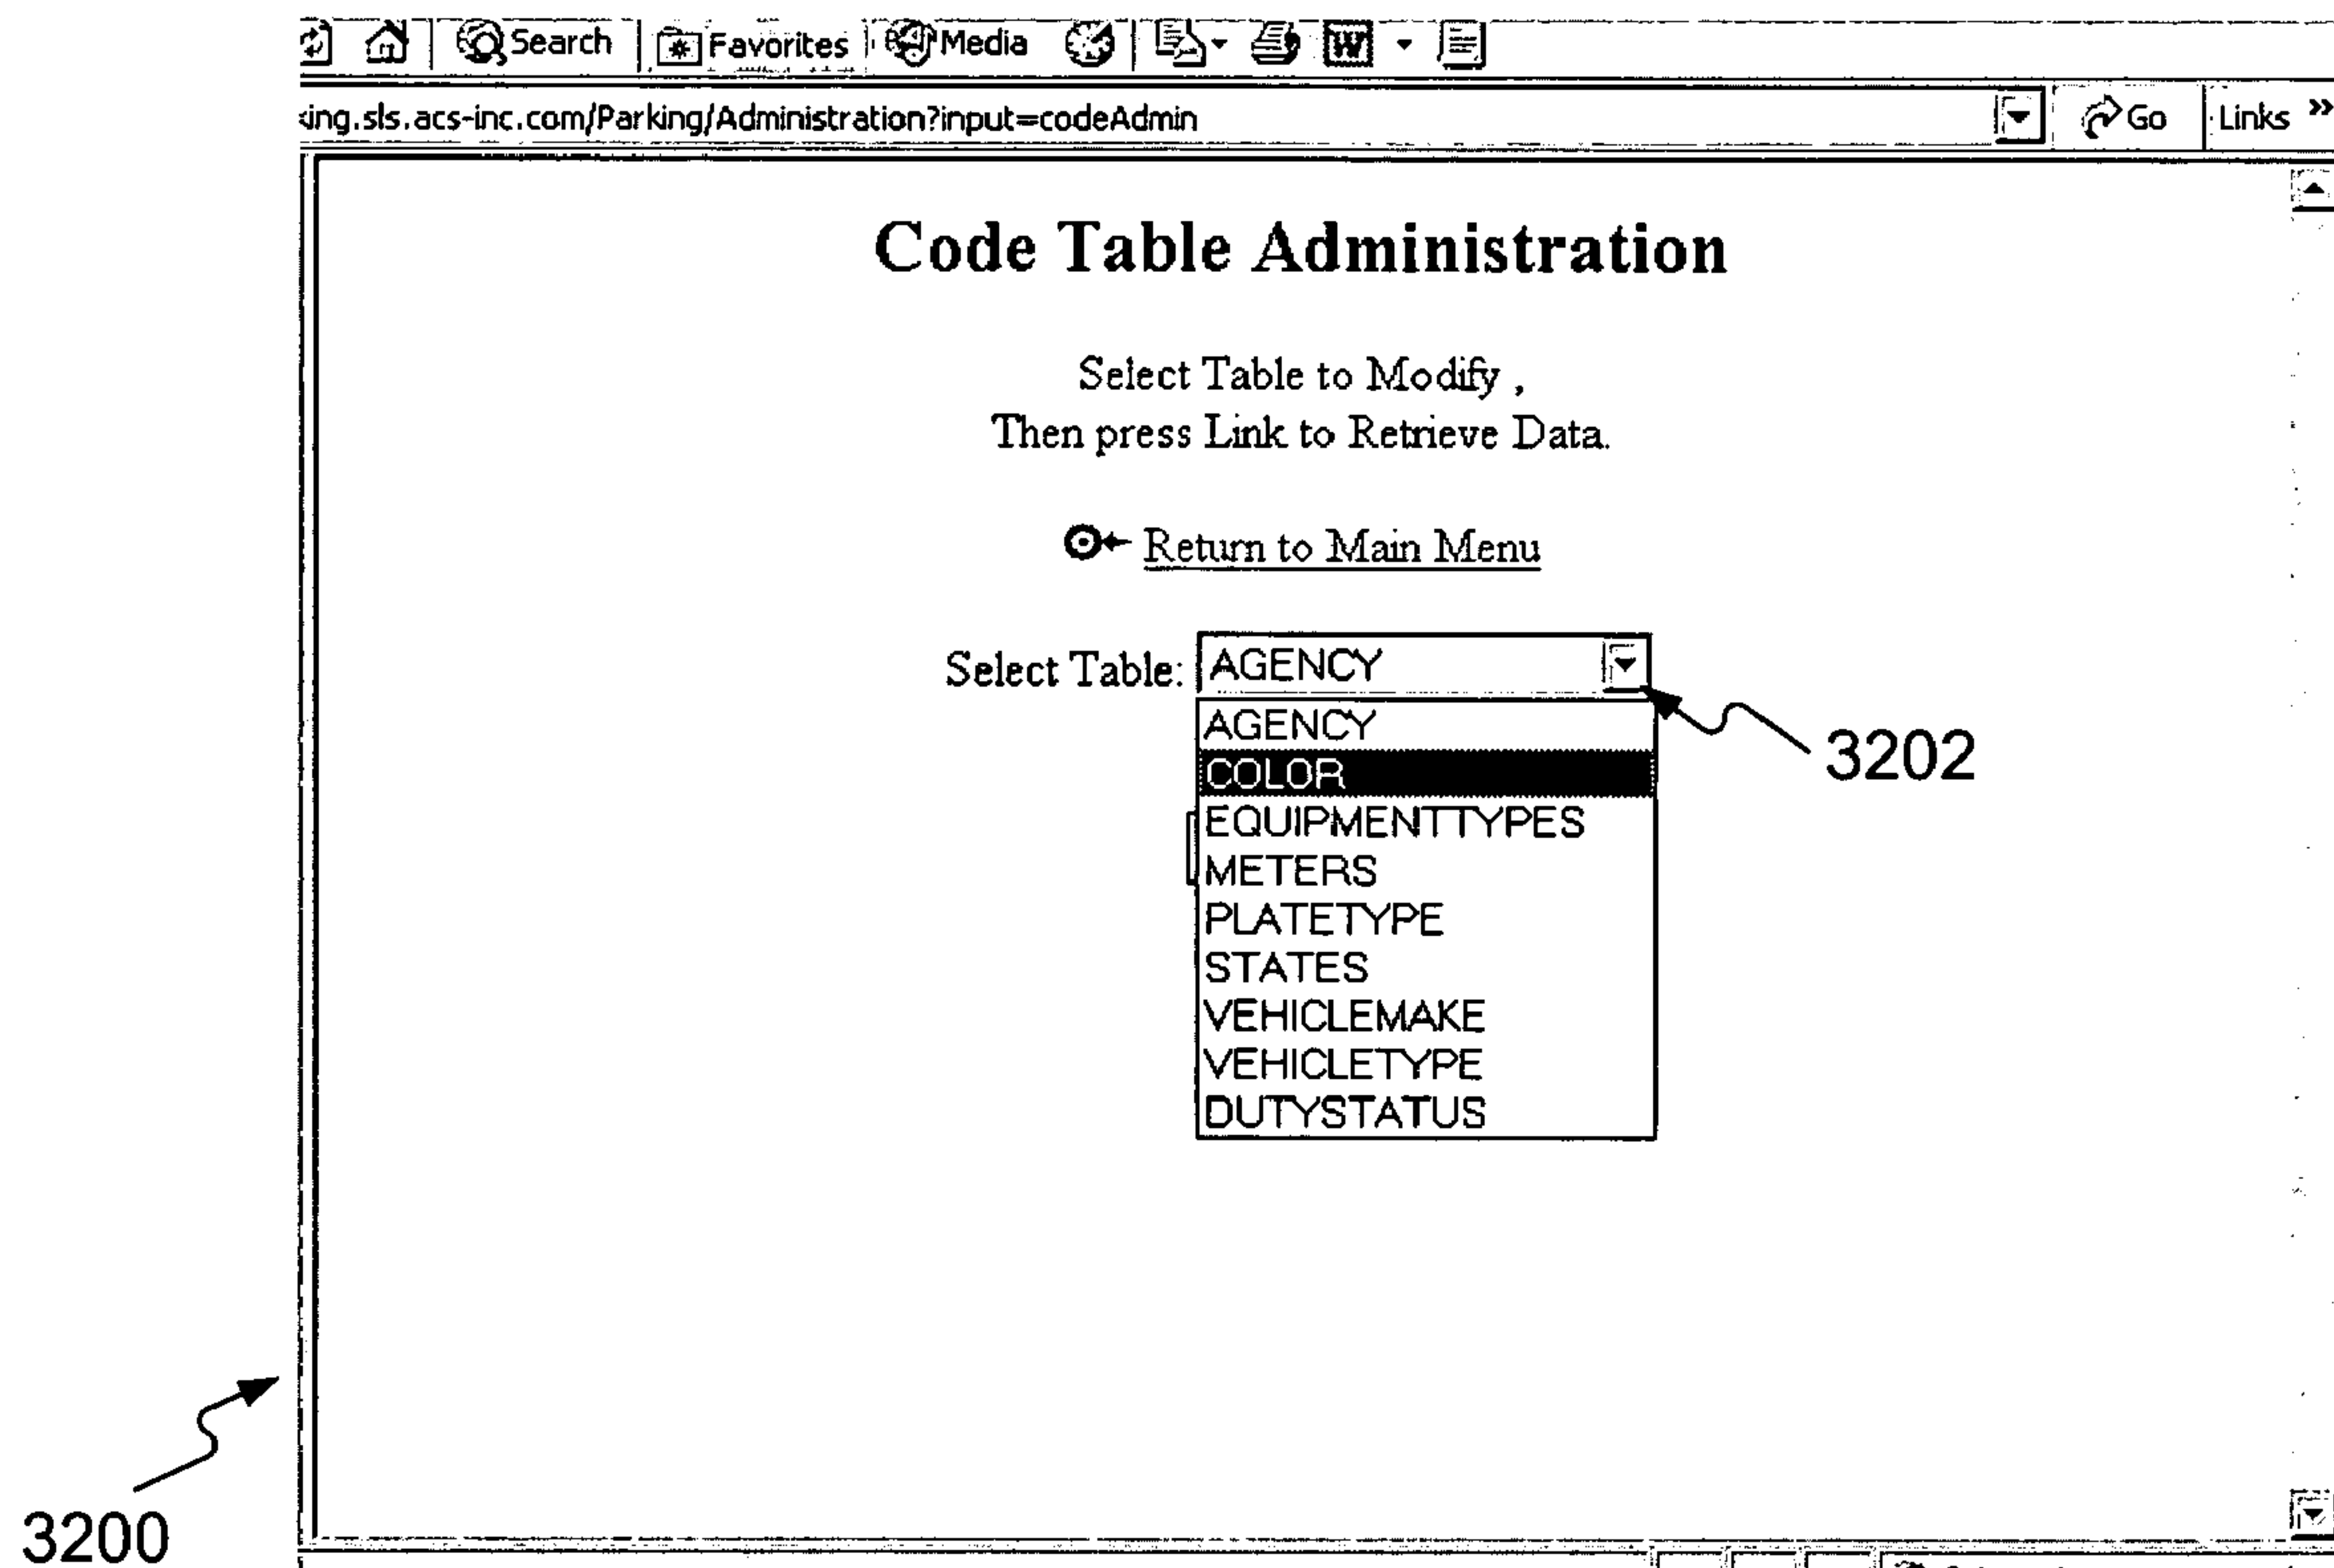 Search Favorites Media
ing.sls.acs-inc.com/Parking/Administration?input=codeAdmin Go Links »
Code Table Administration
Select Table to Modify ,
Then press Link to Retrieve Data.
Return to Main Menu
Select Table: AGENCY
AGENCY
COLOR
EQUIPMENTTYPES
METERS
PLATETYPE
STATES
VEHICLEMAKE
VEHICLETYPE
DUTYSTATUS
3202
3200